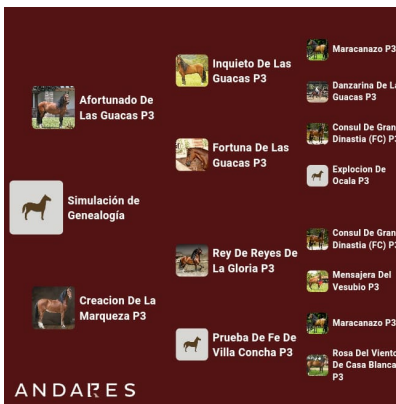 Afortunado De
Las Guacas P3
Simulación de
Genealogía
Creacion De La
Marqueza P3
Inquieto De Las
Guacas P3
Fortuna De Las
Guacas P3
Rey De Reyes De
La Gloria P3
Prueba De Fe De
Villa Concha P3
Maracanazo P3
Danzarina De La
Guacas P3
Consul De Gran
Dinastia (FC) P
Explocion De
Ocala P3
Consul De Gran
Dinastia (FC) P
Mensajera Del
Vesubio P3
Maracanazo P3
Rosa Del Viento
De Casa Blanca
P3
ANDARES